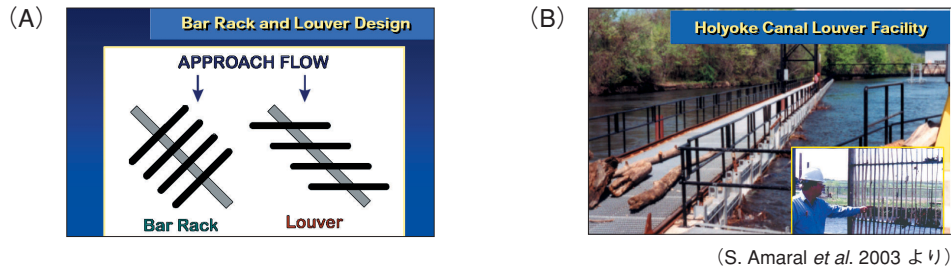 (A)
Bar Rack and Louver Design
APPROACH FLOW
Bar Rack
Louver
(B)
Holyoke Canal Louver Facility
(S. Amaral et al. 2003 より)